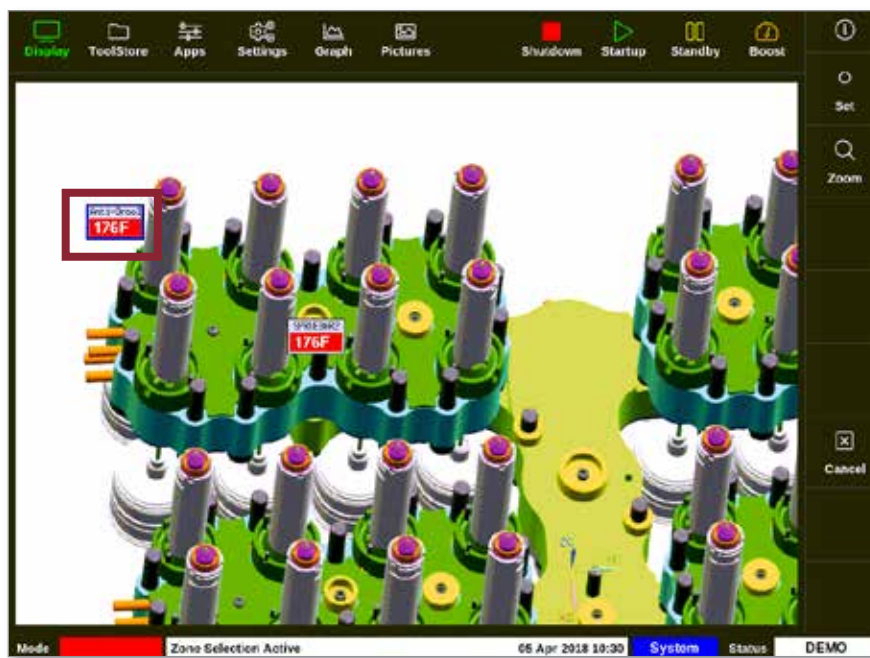 Display ToolStore Apps Settings Graph Pictures Shutdown Startup Standby Boost
Set
Zoom
176F
176F
Cancel
Mode Zone Selection Active 05 Apr 2018 10:30 System Status DEMO